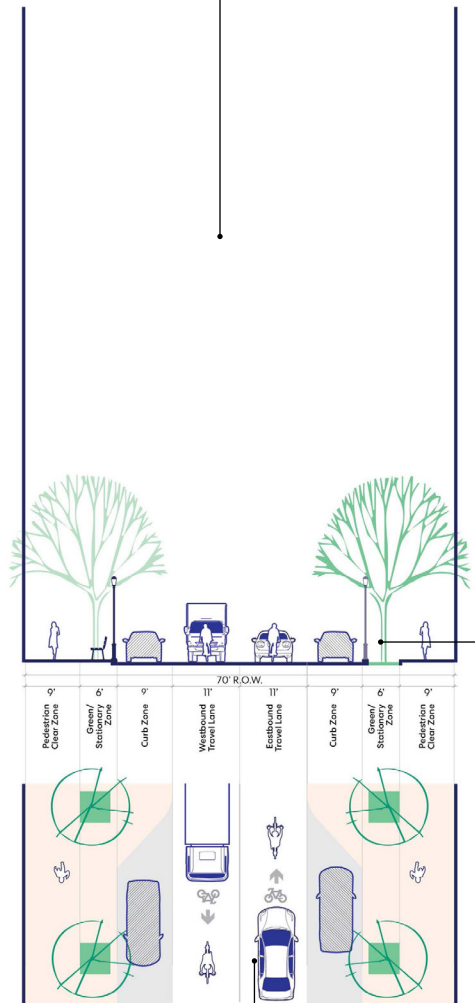 70' R.O.W.
9'
6'
9'
11'
11'
9'
6'
9'
Pedestrian
Clear Zone
Green/
Stationary
Zone
Curb Zone
Westbound
Travel Lane
Eastbound
Travel Lane
Curb Zone
Green/
Stationary
Zone
Pedestrian
Clear Zone